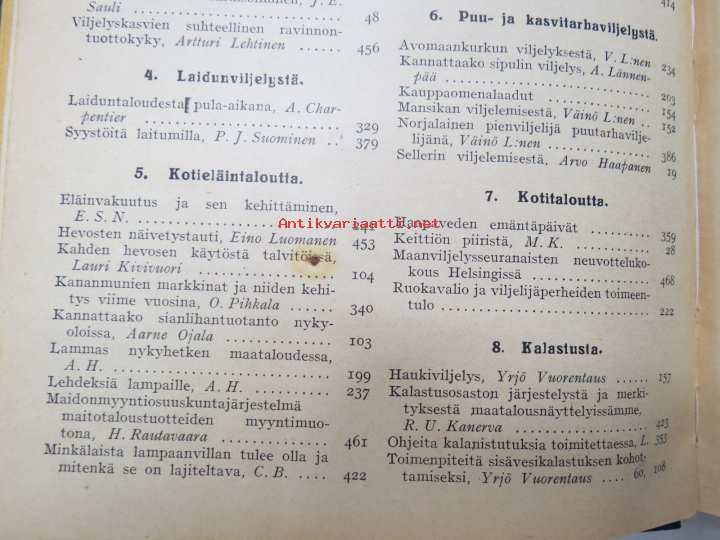 Sauli 48
Viljelyskasvien suhteellinen ravinnon-
tuottokyky, Artturi Lehtinen 456
4. Laidunviljelystä.
Laiduntaloudesta pula-aikana, A. Char-
pentier 329
Syystöitä laitumilla, P. J. Suominen 379
5. Kotieläintaloutta.
Eläinvakuutus ja sen kehittäminen,
E. S. N.
Hevosten näivetystauti, Eino Luomanen 453
Kahden hevosen käytöstä talvitöissä,
Lauri Kivivuori 104
Kananmunien markkinat ja niiden kehi-
tys viime vuosina, O. Pihkala 340
Kannattaako sianlihantuotanto nyky-
oloissa, Aarne Ojala 103
Lammas nykyhetken maataloudessa,
A. H. 199
Lehdeksiä lampaille, A. H. 237
Maidonmyyntiosuuskuntajärjestelmä
maitotaloustuotteiden myyntimuo-
tona, H. Rautavaara 461
Minkälaista lampaanvillan tulee olla ja
mitenkä se on lajiteltava, C. B. 422
414
6. Puu- ja kasvitarhaviljelystä.
Avomaankurkun viljelyksestä, V. L:nen 234
Kannattaako sipulin viljelys, A. Lännen-
pää 203
Kauppaomenalaadut 154
Mansikan viljelemisestä, Väinö L:nen 152
Norjalainen pienviljelijä puutarhavilje-
lijänä, Väinö L:nen 386
Sellerin viljelemisestä, Arvo Haapanen 19
7. Kotitaloutta.
Hankaveden emäntäpäivät 359
Keittiön piiristä, M. K. 28
Maanviljelysseuranaisten neuvotteluko-
kous Helsingissä 468
Ruokavalio ja viljelijäperheiden toimeen-
tulo 222
8. Kalastusta.
Haukiviljelys, Yrjö Vuorentaus 157
Kalastusosaston järjestelystä ja merki-
tyksestä maatalousnäyttelyissämme,
R. U. Kanerva 423
Ohjeita kalanistutuksia toimitettaessa, L. 353
Toimenpiteitä sisävesikalastuksen kohot-
tamiseksi, Yrjö Vuorentaus 60, 108
Antikvariaatti.net